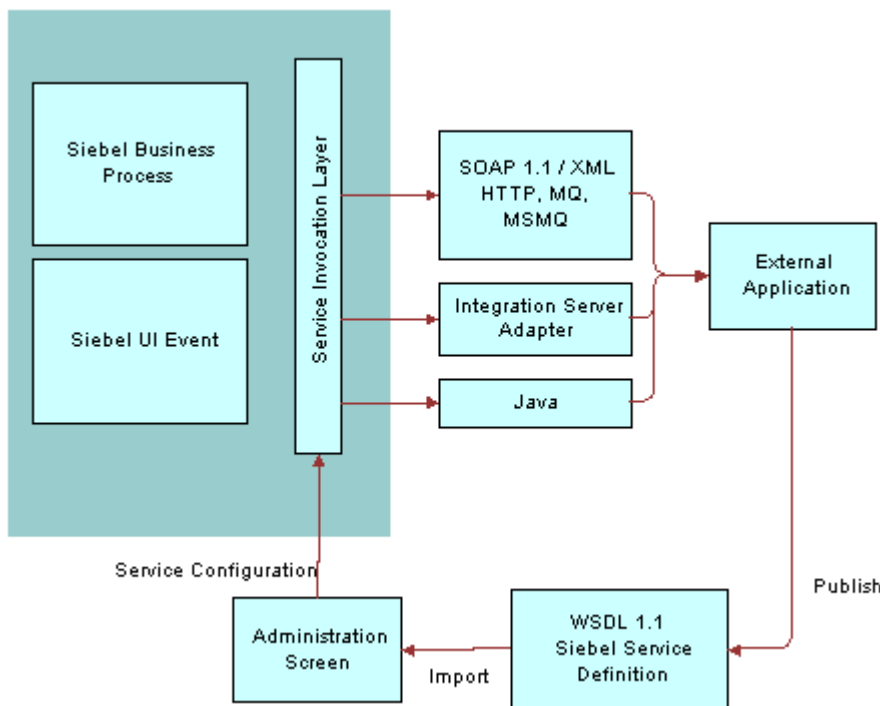 Siebel Business
Process
Siebel UI Event
Service Invocation Layer
SOAP 1.1 / XML
HTTP, MQ,
MSMQ
Integration Server
Adapter
Java
External
Application
Publish
WSDL 1.1
Siebel Service
Definition
Import
Administration
Screen
Service Configuration